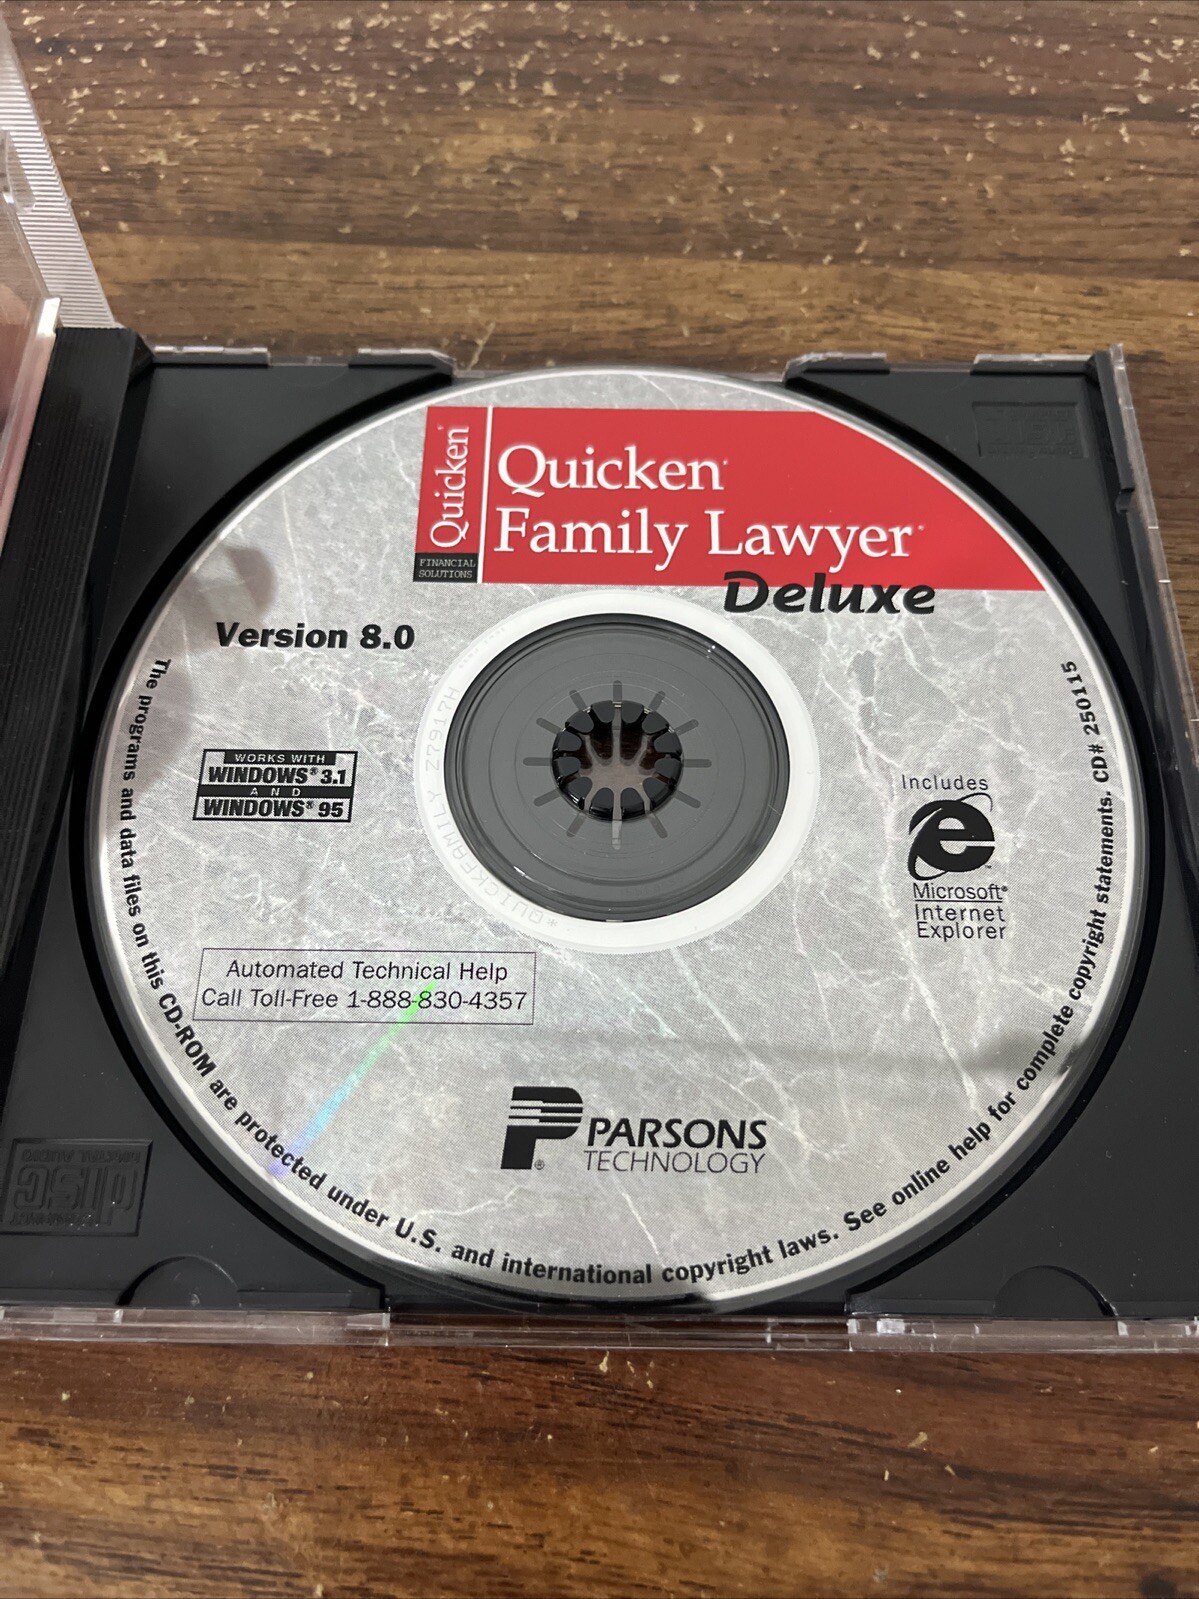 Quicken
FINANCIAL
SOLUTIONS
Quicken
Family Lawyer
Deluxe
Version 8.0
WORKS WITH
WINDOWS® 3.1
AND
WINDOWS® 95
Includes
Microsoft®
Internet
Explorer
Automated Technical Help
Call Toll-Free 1-888-830-4357
PARSONS
TECHNOLOGY
The programs and data files on this CD-ROM are protected under U.S. and international copyright laws. See online help for complete copyright statements. CD# 250115
*QUICKFAMILY Z7917H
disc